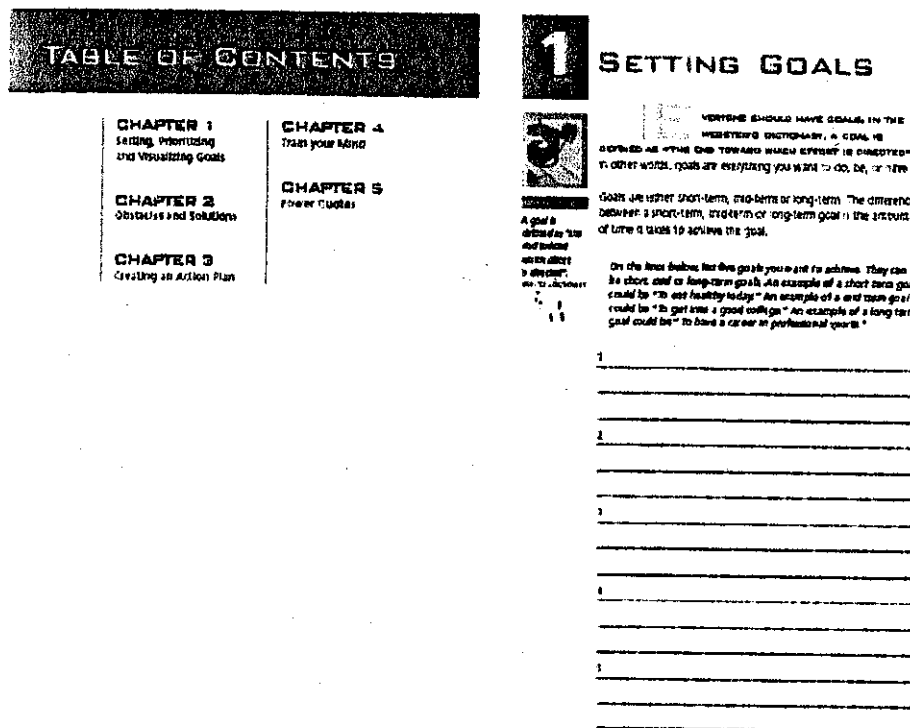 TABLE OF CONTENTS
CHAPTER 1
Setting, Prioritizing
and Visualizing Goals
CHAPTER 2
Obstacles and Solutions
CHAPTER 3
Creating an Action Plan
CHAPTER 4
Train your Mind
CHAPTER 5
Power Quotes
1
SETTING GOALS
EVERYONE SHOULD HAVE GOALS. IN THE
WEBSTER'S DICTIONARY, A GOAL IS
DEFINED AS "THE END TOWARD WHICH EFFORT IS DIRECTED"
In other words, goals are everything you want to do, be, or have
Goals are either short-term, mid-term or long-term. The differenc
between a short-term, mid-term or long-term goal is the amount
of time it takes to achieve the goal.
A goal is
defined as "the
end toward
which effort
is directed".
On the lines below, list five goals you want to achieve. They can
be short, mid or long-term goals. An example of a short term goa
could be "To eat healthy today." An example of a mid term goal
could be "To get into a good college." An example of a long ter
goal could be "To have a career in professional sports."
1
2
3
4
5